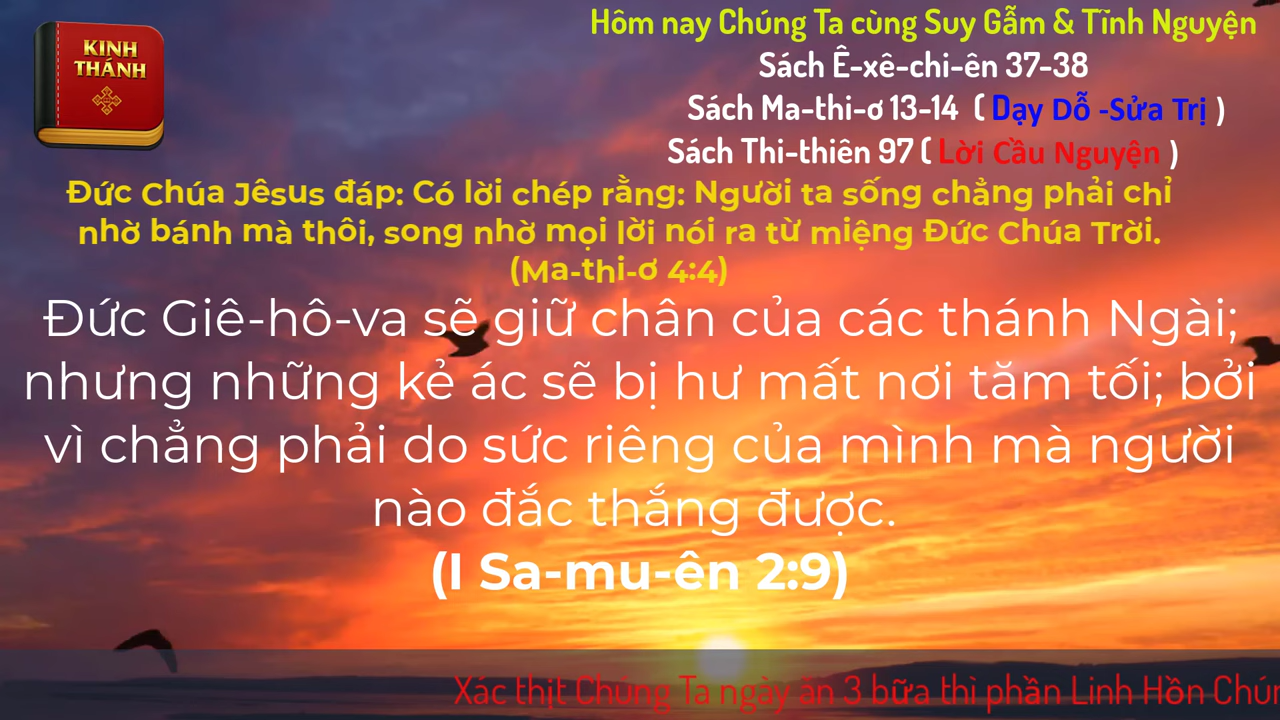 KINH
THÁNH
Hôm nay Chúng Ta cùng Suy Gẫm & Tĩnh Nguyện
Sách Ê-xê-chi-ên 37-38
Sách Ma-thi-ơ 13-14 ( Dạy Dỗ -Sửa Trị )
Sách Thi-thiên 97 ( Lời Cầu Nguyện )
Đức Chúa Jêsus đáp: Có lời chép rằng: Người ta sống chẳng phải chỉ
nhờ bánh mà thôi, song nhờ mọi lời nói ra từ miệng Đức Chúa Trời.
(Ma-thi-ơ 4:4)
Đức Giê-hô-va sẽ giữ chân của các thánh Ngài;
nhưng những kẻ ác sẽ bị hư mất nơi tăm tối; bởi
vì chẳng phải do sức riêng của mình mà người
nào đắc thắng được.
(I Sa-mu-ên 2:9)
Xác thịt Chúng Ta ngày ăn 3 bữa thì phần Linh Hồn